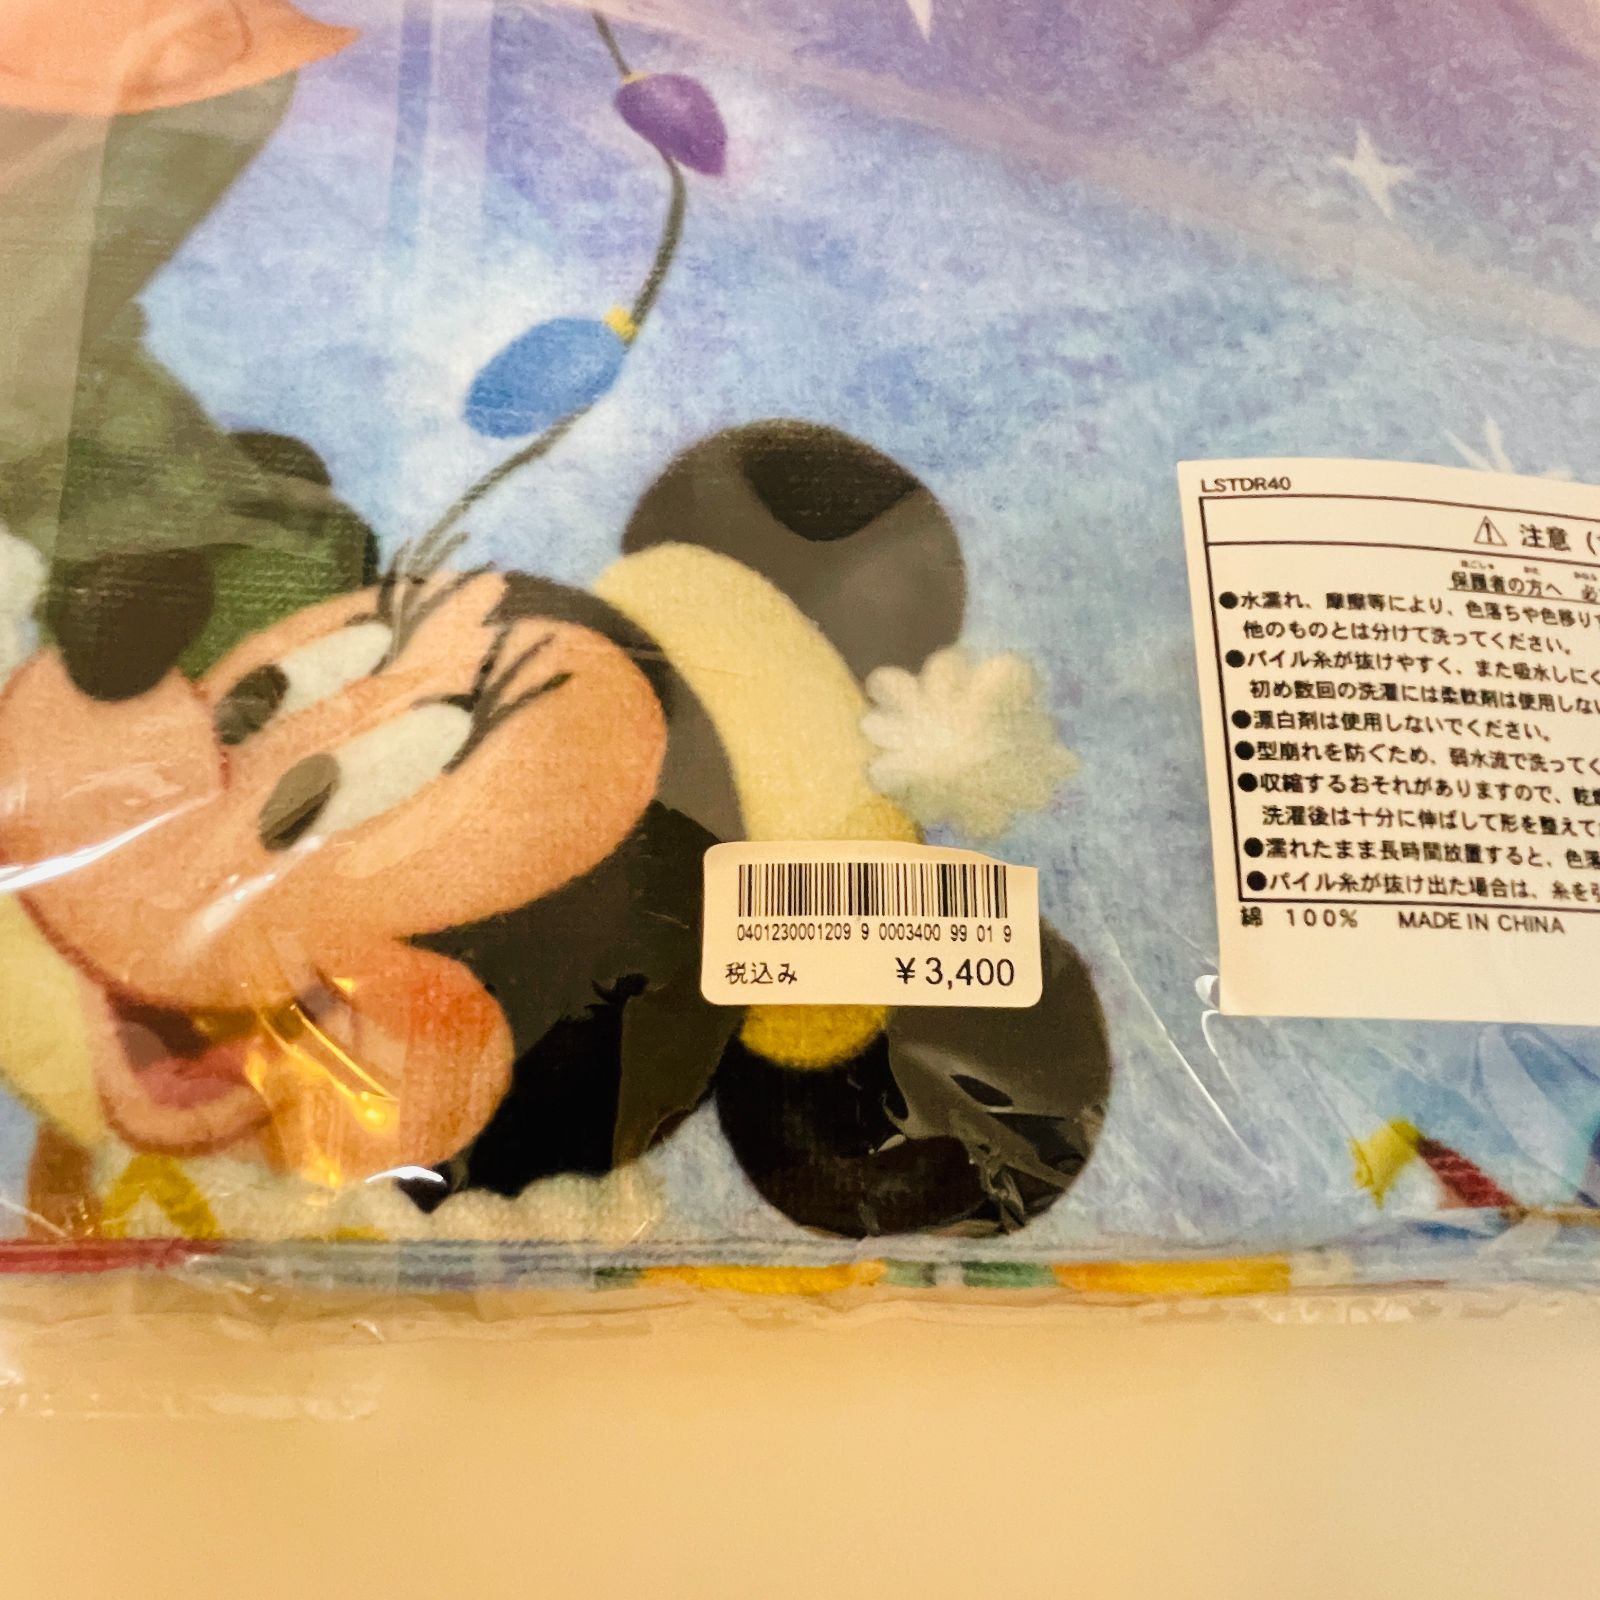 LSTDR40
注意
保護者の方へ
●水濡れ、摩擦等により、色落ちや色移り
他のものとは分けて洗ってください。
●パイル糸が抜けやすく、また吸水しにく
初め数回の洗濯には柔軟剤は使用しな
●漂白剤は使用しないでください。
●型崩れを防ぐため、弱水流で洗って
●収縮するおそれがありますので、乾
洗濯後は十分に伸ばして形を整えて
●濡れたまま長時間放置すると、色
●パイル糸が抜け出た場合は、糸を
綿 100% MADE IN CHINA
0401230001209 9 0003400 99 01 9
税込み ¥3,400